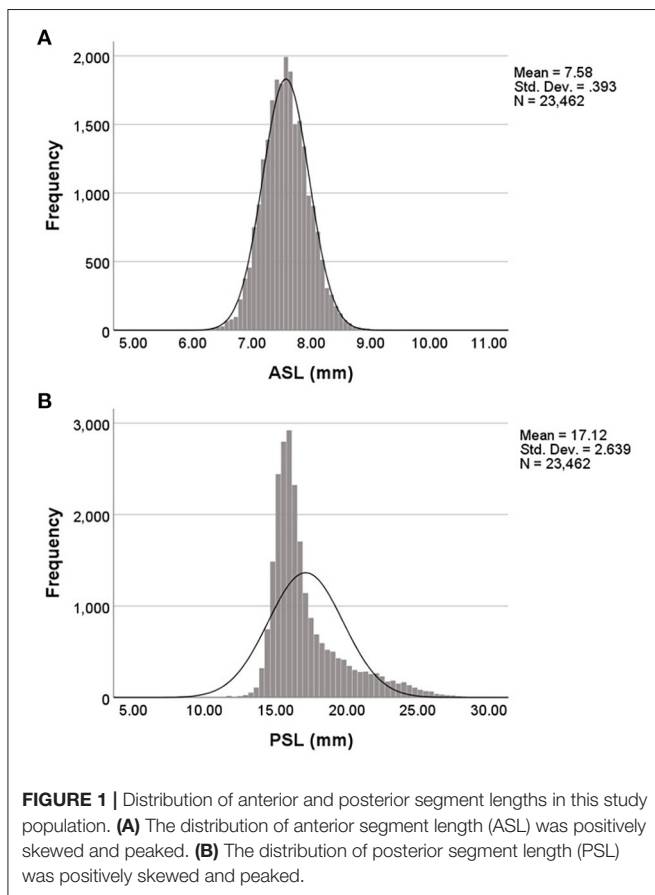 A
2,000
1,500
1,000
500
0
Frequency
5.00 6.00 7.00 8.00 9.00 10.00 11.00
ASL (mm)
Mean = 7.58
Std. Dev. = .393
N = 23,462
B
3,000
2,000
1,000
0
Frequency
5.00 10.00 15.00 20.00 25.00 30.00
PSL (mm)
Mean = 17.12
Std. Dev. = 2.639
N = 23,462
FIGURE 1 | Distribution of anterior and posterior segment lengths in this study
population. (A) The distribution of anterior segment length (ASL) was positively
skewed and peaked. (B) The distribution of posterior segment length (PSL)
was positively skewed and peaked.